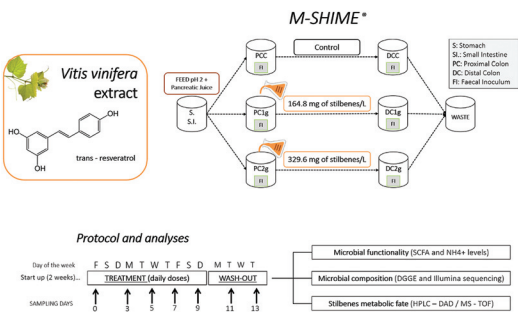 M-SHIME®
Vitis vinifera
extract
OH
HO
OH
trans - resveratrol
FEED pH 2 +
Pancreatic Juice
S.
S.I.
PCC
FI
Control
DCC
FI
PC1g
FI
164.8 mg of stilbenes/L
DC1g
FI
PC2g
FI
329.6 mg of stilbenes/L
DC2g
FI
WASTE
S: Stomach
SI.: Small Intestine
PC: Proximal Colon
DC: Distal Colon
FI: Faecal Inoculum
Protocol and analyses
Day of the week
F S D M T W T F S D M T W T
Start up (2 weeks)...
TREATMENT (daily doses)
WASH-OUT
SAMPLING DAYS
0 3 5 7 9 11 13
Microbial functionality (SCFA and NH4+ levels)
Microbial composition (DGGE and Illumina sequencing)
Stilbenes metabolic fate (HPLC – DAD / MS - TOF)